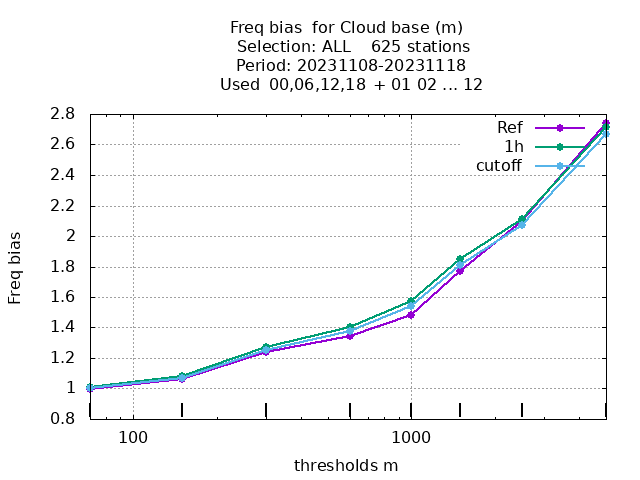 Freq bias  for Cloud base (m)
Selection: ALL    625 stations
Period: 20231108-20231118
Used  00,06,12,18  + 01 02 ... 12
Ref
1h
cutoff
2.8
2.6
2.4
2.2
2
1.8
1.6
1.4
1.2
1
0.8
Freq bias
100
1000
thresholds m